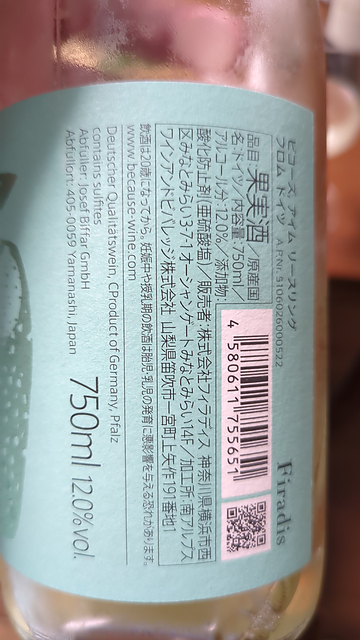 ビコーズ アイム リースリング
フロム ドイツ A.P.Nr. 5106026000522
品目 果実酒/原産国
名:ドイツ/内容量:750ml/
アルコール分:12.0% 添加物:
酸化防止剤(亜硫酸塩)/販売者:株式会社フィラディス 神奈川県横浜市西
区みなとみらい3-7-1 オーシャンゲートみなとみらい14F/加工所:南アルプス
ワインアンドビバレッジ株式会社 山梨県笛吹市一宮町上矢作191番地1
飲酒は20歳になってから。妊娠中や授乳期の飲酒は胎児・乳児の発育に悪影響を与える恐れがあります。
www.because-wine.com
4 580611 755651
Firadis
Deutscher Qualitätswein, CProduct of Germany, Pfalz
contains sulfites
Abfüller: Josef Biffar GmbH
Abfüllort: 405-0059 Yamanashi, Japan
750ml 12.0%vol.